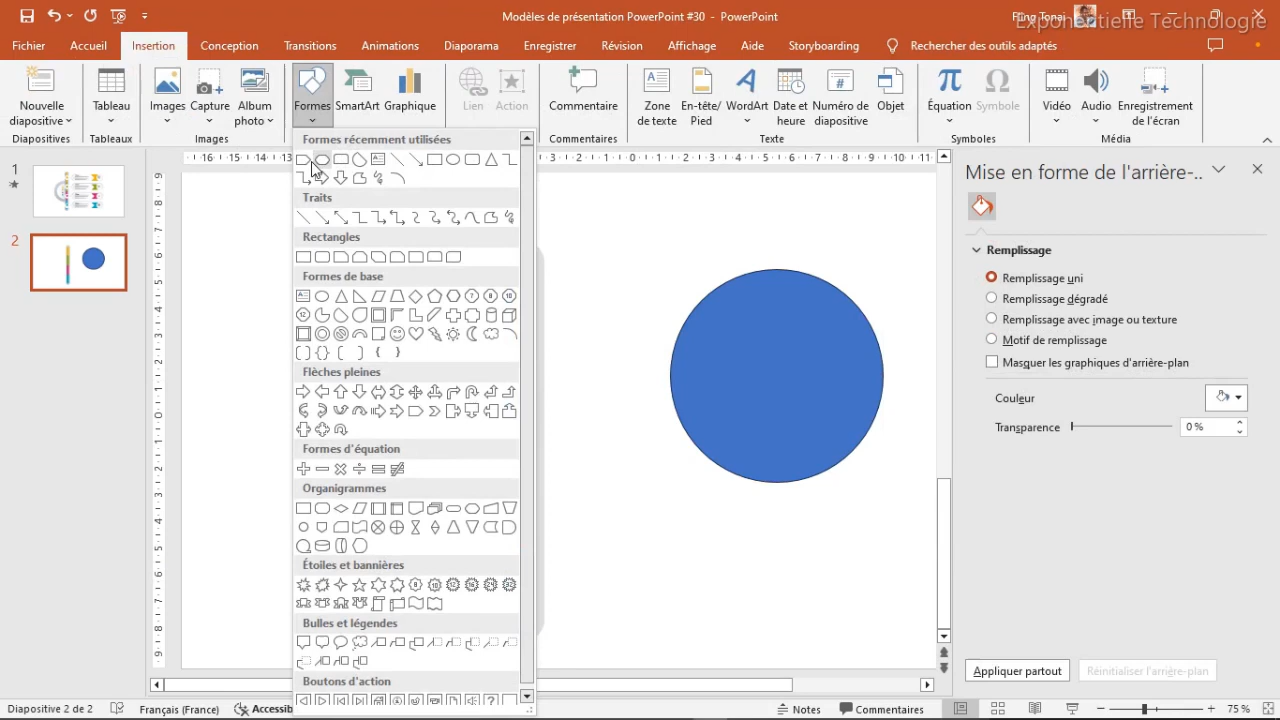 Modèles de présentation PowerPoint #30 - PowerPoint
Exponentielle Technologie
Fichier Accueil Insertion Conception Transitions Animations Diaporama Enregistrer Révision Affichage Aide Storyboarding Rechercher des outils adaptés
Nouvelle diapositive
Tableau
Images
Capture
Album photo
Formes
SmartArt
Graphique
Lien
Action
Commentaire
Zone de texte
En-tête/ Pied
WordArt
Date et heure
Numéro de diapositive
Objet
Équation
Symbole
Vidéo
Audio
Enregistrement de l'écran
Diapositives Tableaux Images Commentaires Texte Symboles Média
Formes récemment utilisées
Traits
Rectangles
Formes de base
Flèches pleines
Formes d'équation
Organigrammes
Étoiles et bannières
Bulles et légendes
Boutons d'action
1
2
Mise en forme de l'arrière-..
Remplissage
Remplissage uni
Remplissage dégradé
Remplissage avec image ou texture
Motif de remplissage
Masquer les graphiques d'arrière-plan
Couleur
Transparence 0 %
Appliquer partout Réinitialiser l'arrière-plan
Diapositive 2 de 2 Français (France) Notes Commentaires 75 %